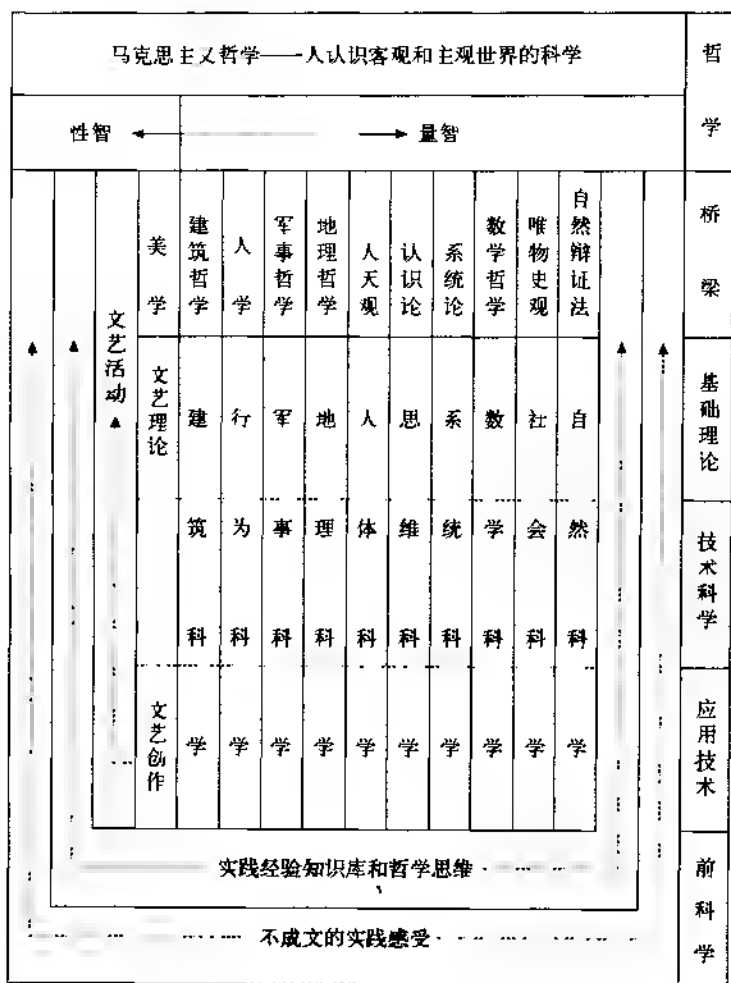 马克思主义哲学——人认识客观和主观世界的科学
哲学
性智
量智
美学
建筑哲学
人学
军事哲学
地理哲学
人天观
认识论
系统论
数学哲学
唯物史观
自然辩证法
桥梁
文艺活动
文艺理论
文艺创作
建筑科学
行为科学
军事科学
地理科学
人体科学
思维科学
系统科学
数学科学
社会科学
自然科学
基础理论
技术科学
应用技术
实践经验知识库和哲学思维
不成文的实践感受
前科学